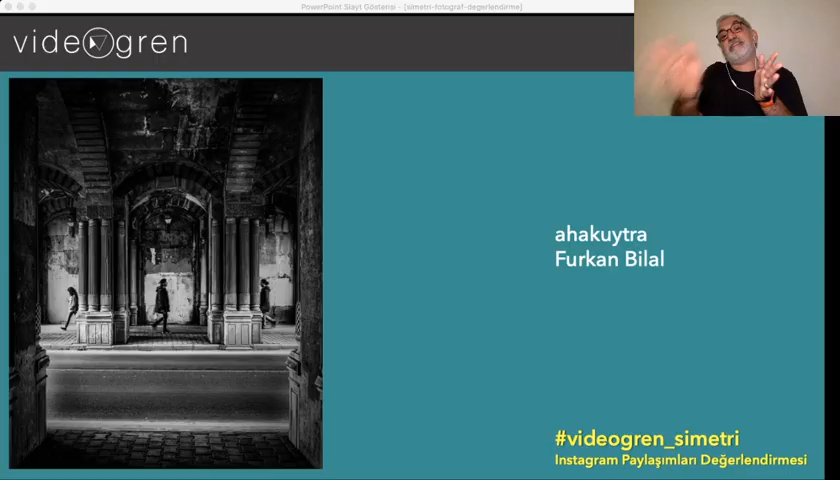 PowerPoint Slayt Gösterisi - [simetri-fotograf-degerlendirme]
videogren
ahakuytra
Furkan Bilal
#videogren_simetri
Instagram Paylaşımları Değerlendirmesi